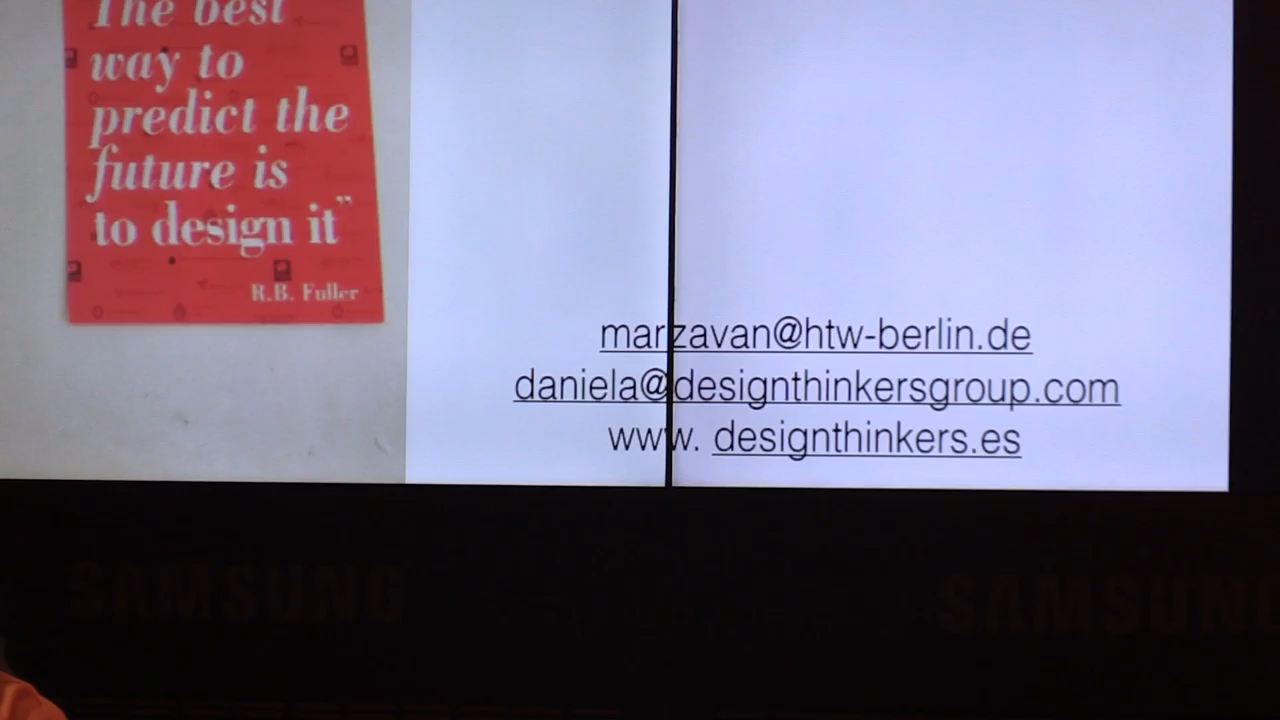 The best
way to
predict the
future is
to design it”
R.B. Fuller
marzavan@htw-berlin.de
daniela@designthinkersgroup.com
www. designthinkers.es
SAMSUNG
SAMSUNG